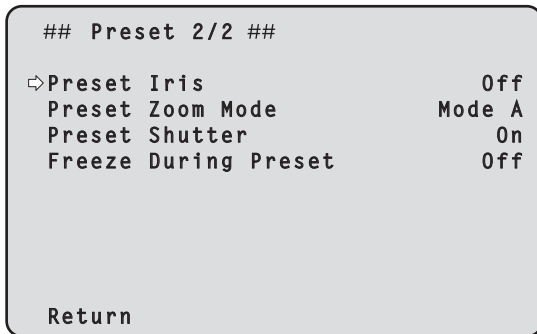 ## Preset 2/2 ##
⇨Preset Iris Off
Preset Zoom Mode Mode A
Preset Shutter On
Freeze During Preset Off
Return